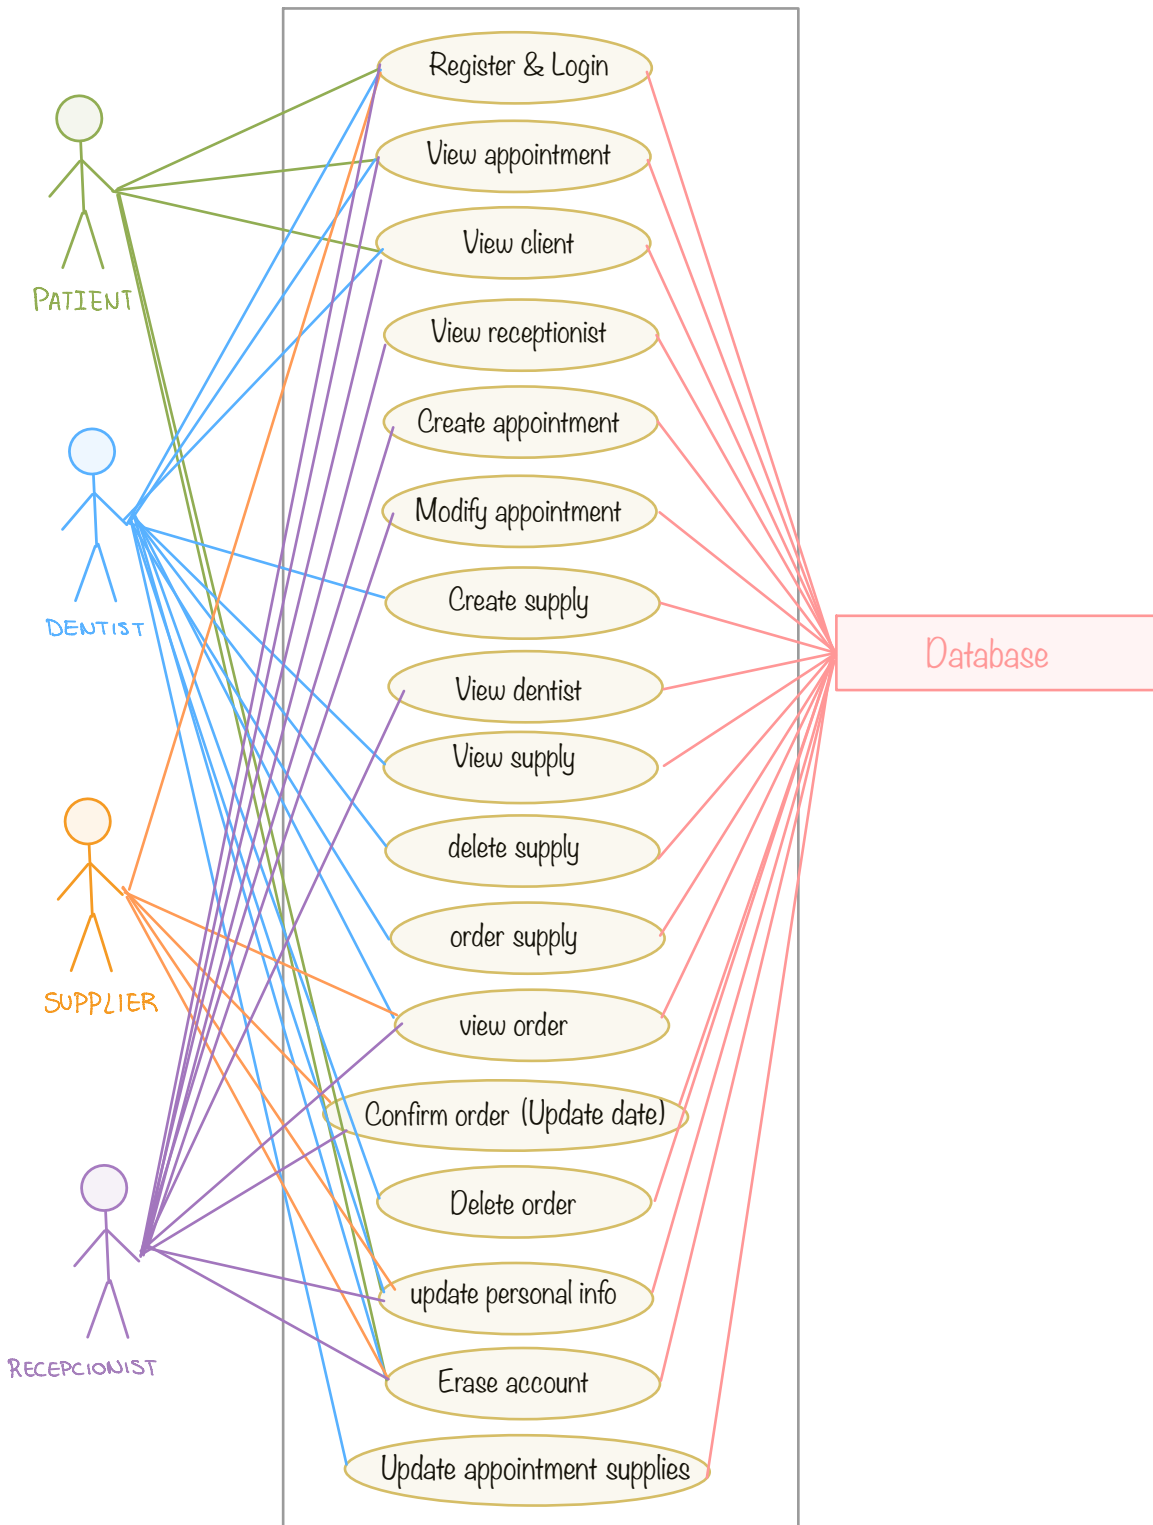 Register & Login
View appointment
View client
PATIENT
View receptionist
Create appointment
Modify appointment
Create supply
DENTIST
Database
View dentist
View supply
delete supply
order supply
SUPPLIER
view order
Confirm order (Update date)
Delete order
update personal info
RECEPCIONIST
Erase account
Update appointment supplies